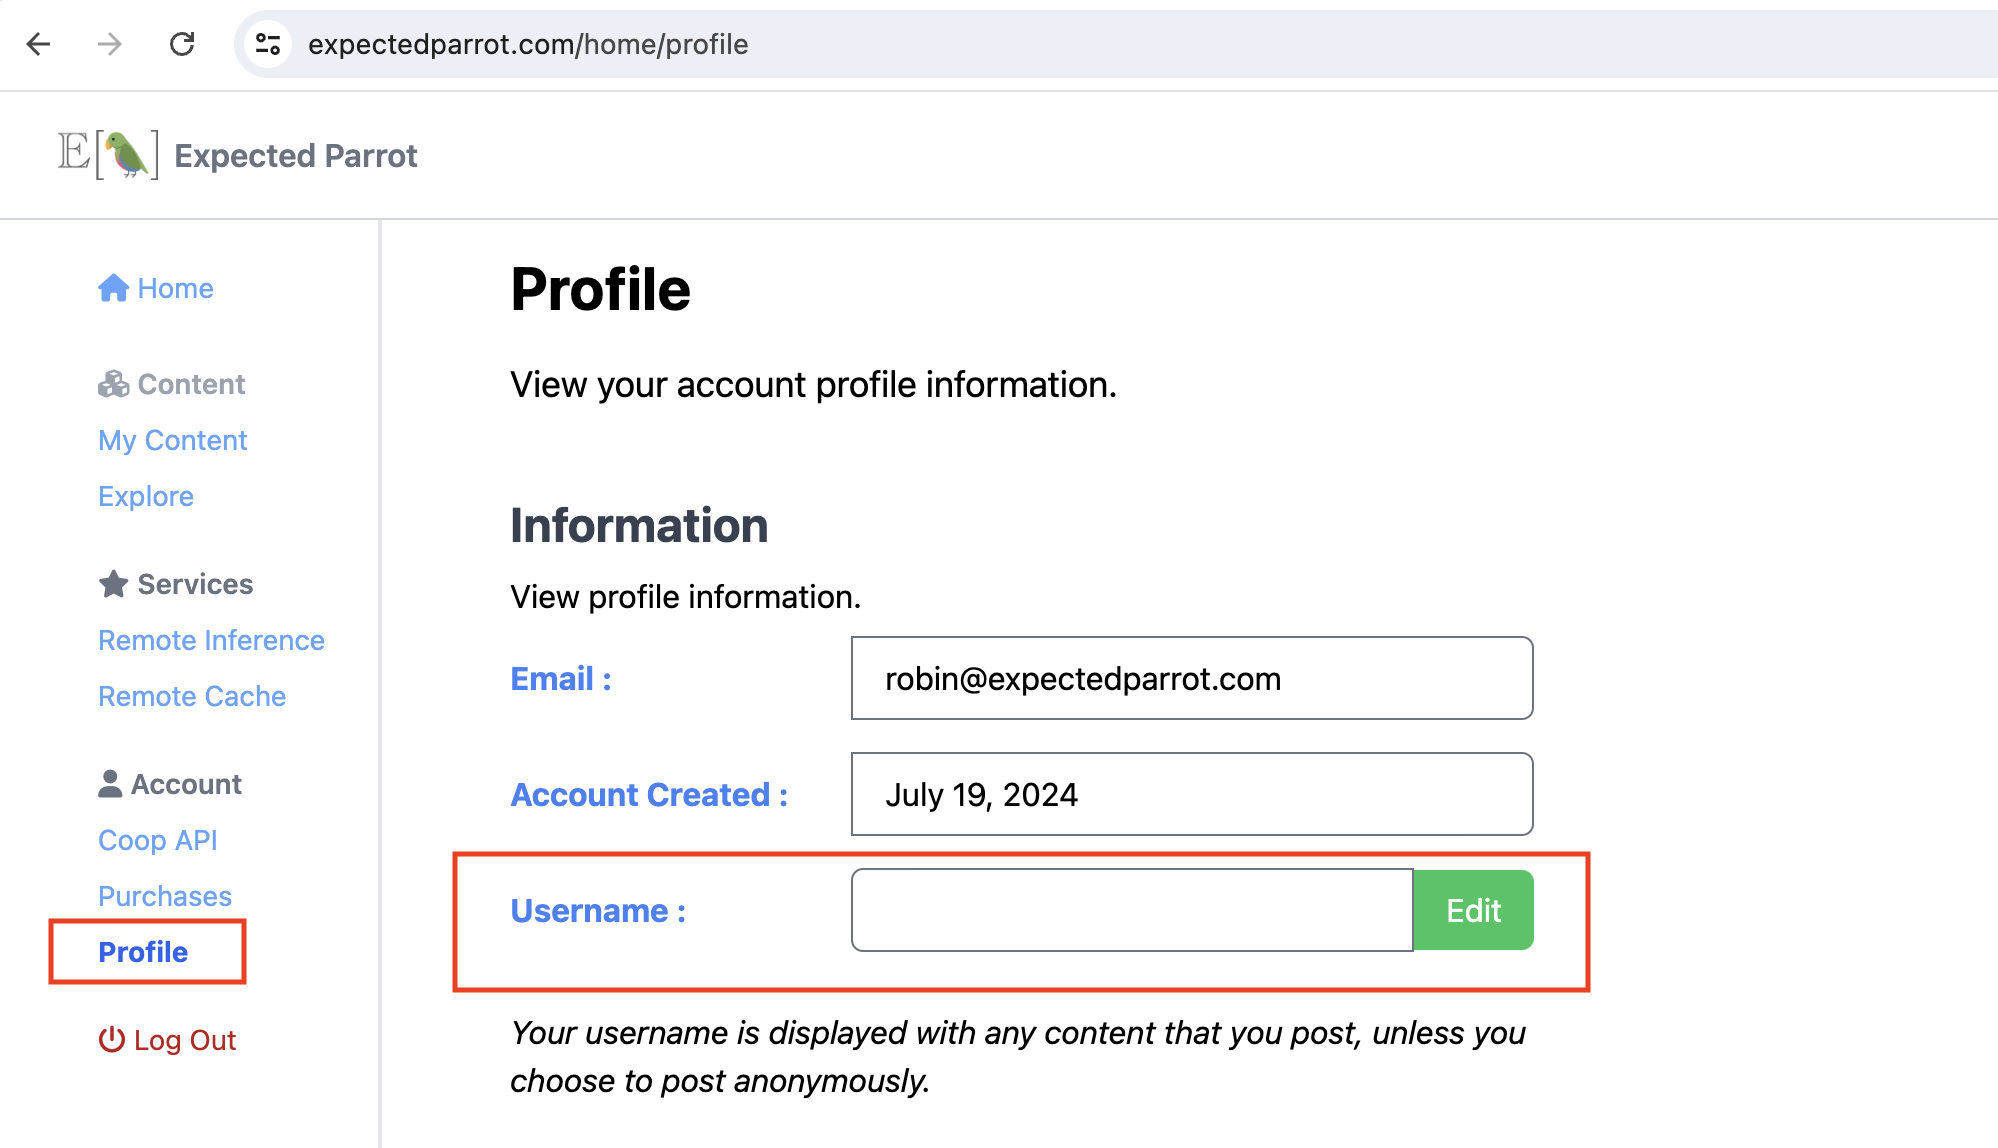 expectedparrot.com/home/profile
E[ ] Expected Parrot
Home
Content
My Content
Explore
Services
Remote Inference
Remote Cache
Account
Coop API
Purchases
Profile
Log Out
Profile
View your account profile information.
Information
View profile information.
Email : robin@expectedparrot.com
Account Created : July 19, 2024
Username : Edit
Your username is displayed with any content that you post, unless you
choose to post anonymously.